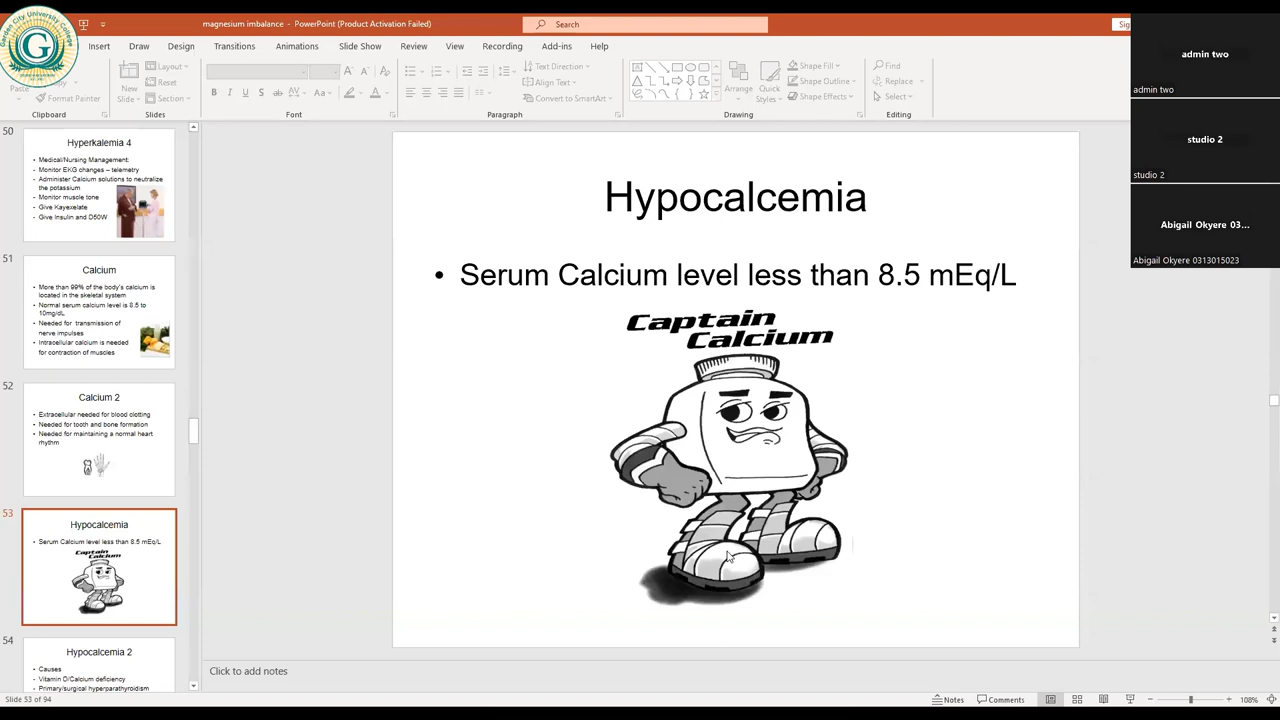 magnesium imbalance - PowerPoint (Product Activation Failed)
Search
Insert Draw Design Transitions Animations Slide Show Review View Recording Add-ins Help
New Slide
Layout
Reset
Section
Format Painter
Text Direction
Align Text
Convert to SmartArt
Arrange
Quick Styles
Shape Fill
Shape Outline
Shape Effects
Find
Replace
Select
Clipboard Slides Font Paragraph Drawing Editing
admin two
admin two
studio 2
studio 2
Abigail Okyere 03...
Abigail Okyere 0313015023
50
Hyperkalemia 4
• Medical/Nursing Management:
• Monitor EKG changes – telemetry
• Administer Calcium solutions to neutralize
the potassium
• Monitor muscle tone
• Give Kayexelate
• Give Insulin and D50W
51
Calcium
• More than 99% of the body's calcium is
located in the skeletal system
• Normal serum calcium level is 8.5 to
10mg/dL
• Needed for transmission of
nerve impulses
• Intracellular calcium is needed
for contraction of muscles
52
Calcium 2
• Extracellular needed for blood clotting
• Needed for tooth and bone formation
• Needed for maintaining a normal heart
rhythm
53
Hypocalcemia
• Serum Calcium level less than 8.5 mEq/L
Captain
Calcium
54
Hypocalcemia 2
• Causes
• Vitamin D/Calcium deficiency
• Primary/surgical hyperparathyroidism
Hypocalcemia
• Serum Calcium level less than 8.5 mEq/L
Captain
Calcium
Click to add notes
Slide 53 of 94
Notes
Comments
108%